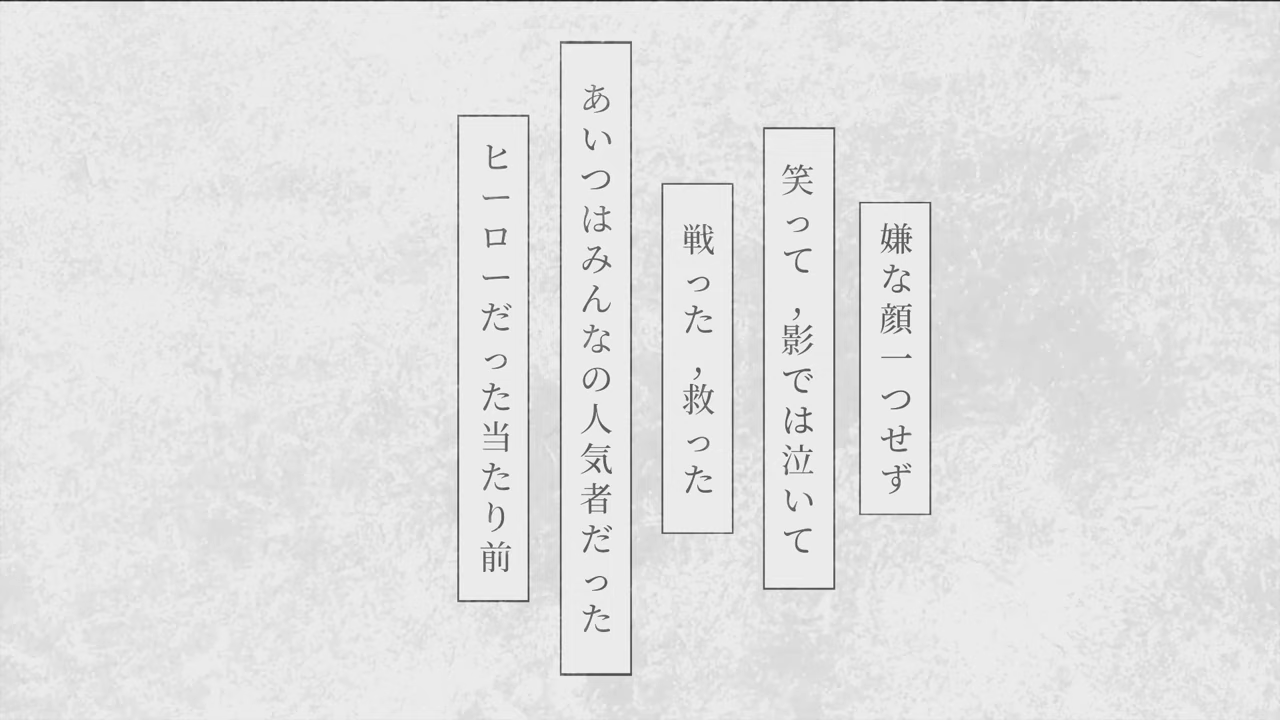 嫌な顔一つせず
笑って,影では泣いて
戦った,救った
あいつはみんなの人気者だった
ヒーローだった当たり前